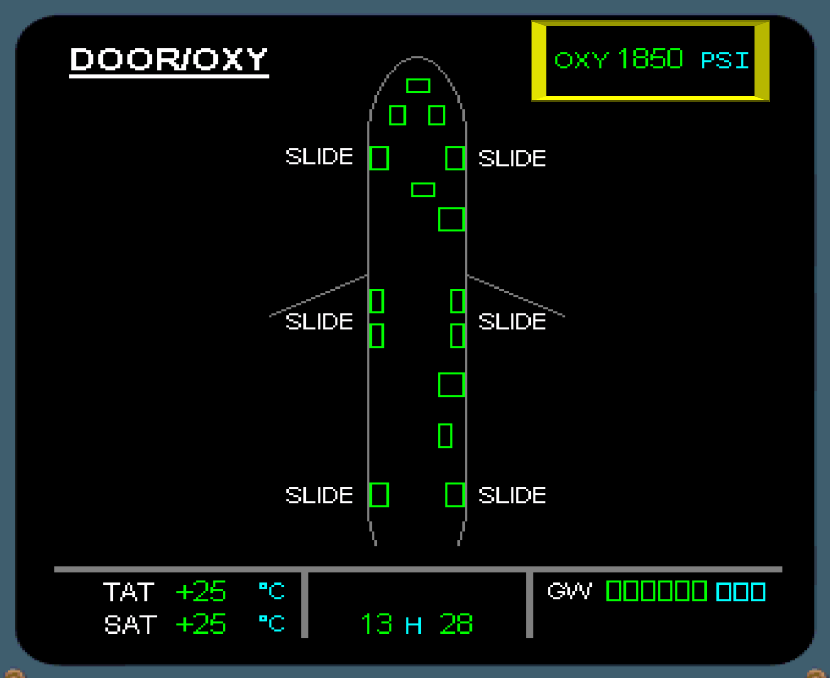 DOOR/OXY
OXY 1850 PSI
SLIDE SLIDE
SLIDE SLIDE
SLIDE SLIDE
TAT +25 °C
SAT +25 °C
13 H 28
GW